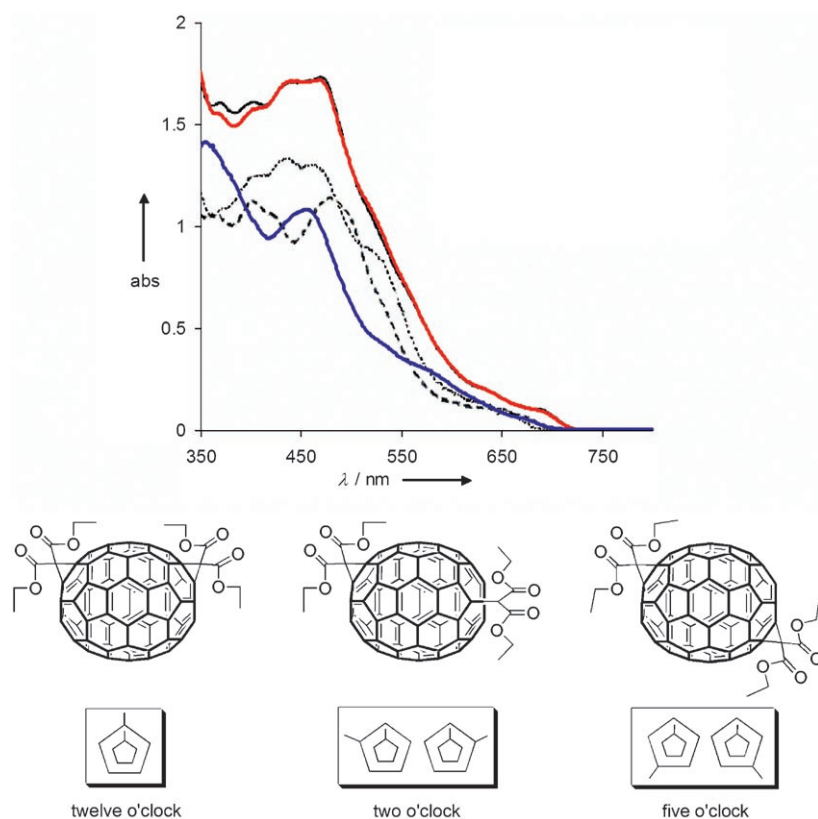 2
1.5
1
abs
0.5
0
350 450 550 650 750
λ / nm
O O O O
O O O O
O O
O O
O
O O
O
O O
O O
O
O O
O
twelve o'clock two o'clock five o'clock